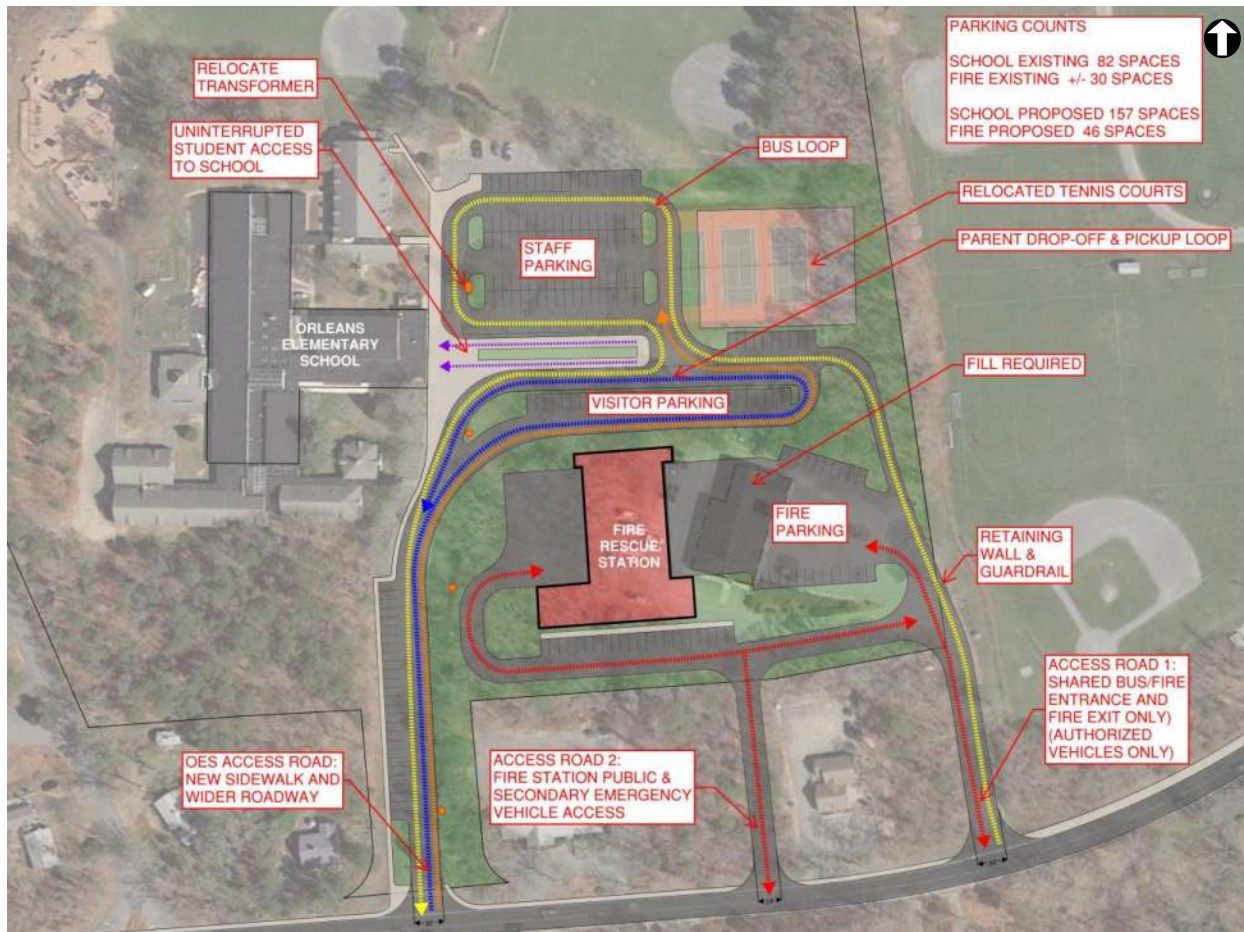 PARKING COUNTS
SCHOOL EXISTING 82 SPACES
FIRE EXISTING +/- 30 SPACES
SCHOOL PROPOSED 157 SPACES
FIRE PROPOSED 46 SPACES
RELOCATE
TRANSFORMER
UNINTERRUPTED
STUDENT ACCESS
TO SCHOOL
BUS LOOP
RELOCATED TENNIS COURTS
PARENT DROP-OFF & PICKUP LOOP
STAFF
PARKING
ORLEANS
ELEMENTARY
SCHOOL
FILL REQUIRED
VISITOR PARKING
FIRE
RESCUE
STATION
FIRE
PARKING
RETAINING
WALL &
GUARDRAIL
ACCESS ROAD 1:
SHARED BUS/FIRE
ENTRANCE AND
FIRE EXIT ONLY)
(AUTHORIZED
VEHICLES ONLY)
OES ACCESS ROAD:
NEW SIDEWALK AND
WIDER ROADWAY
ACCESS ROAD 2:
FIRE STATION PUBLIC &
SECONDARY EMERGENCY
VEHICLE ACCESS